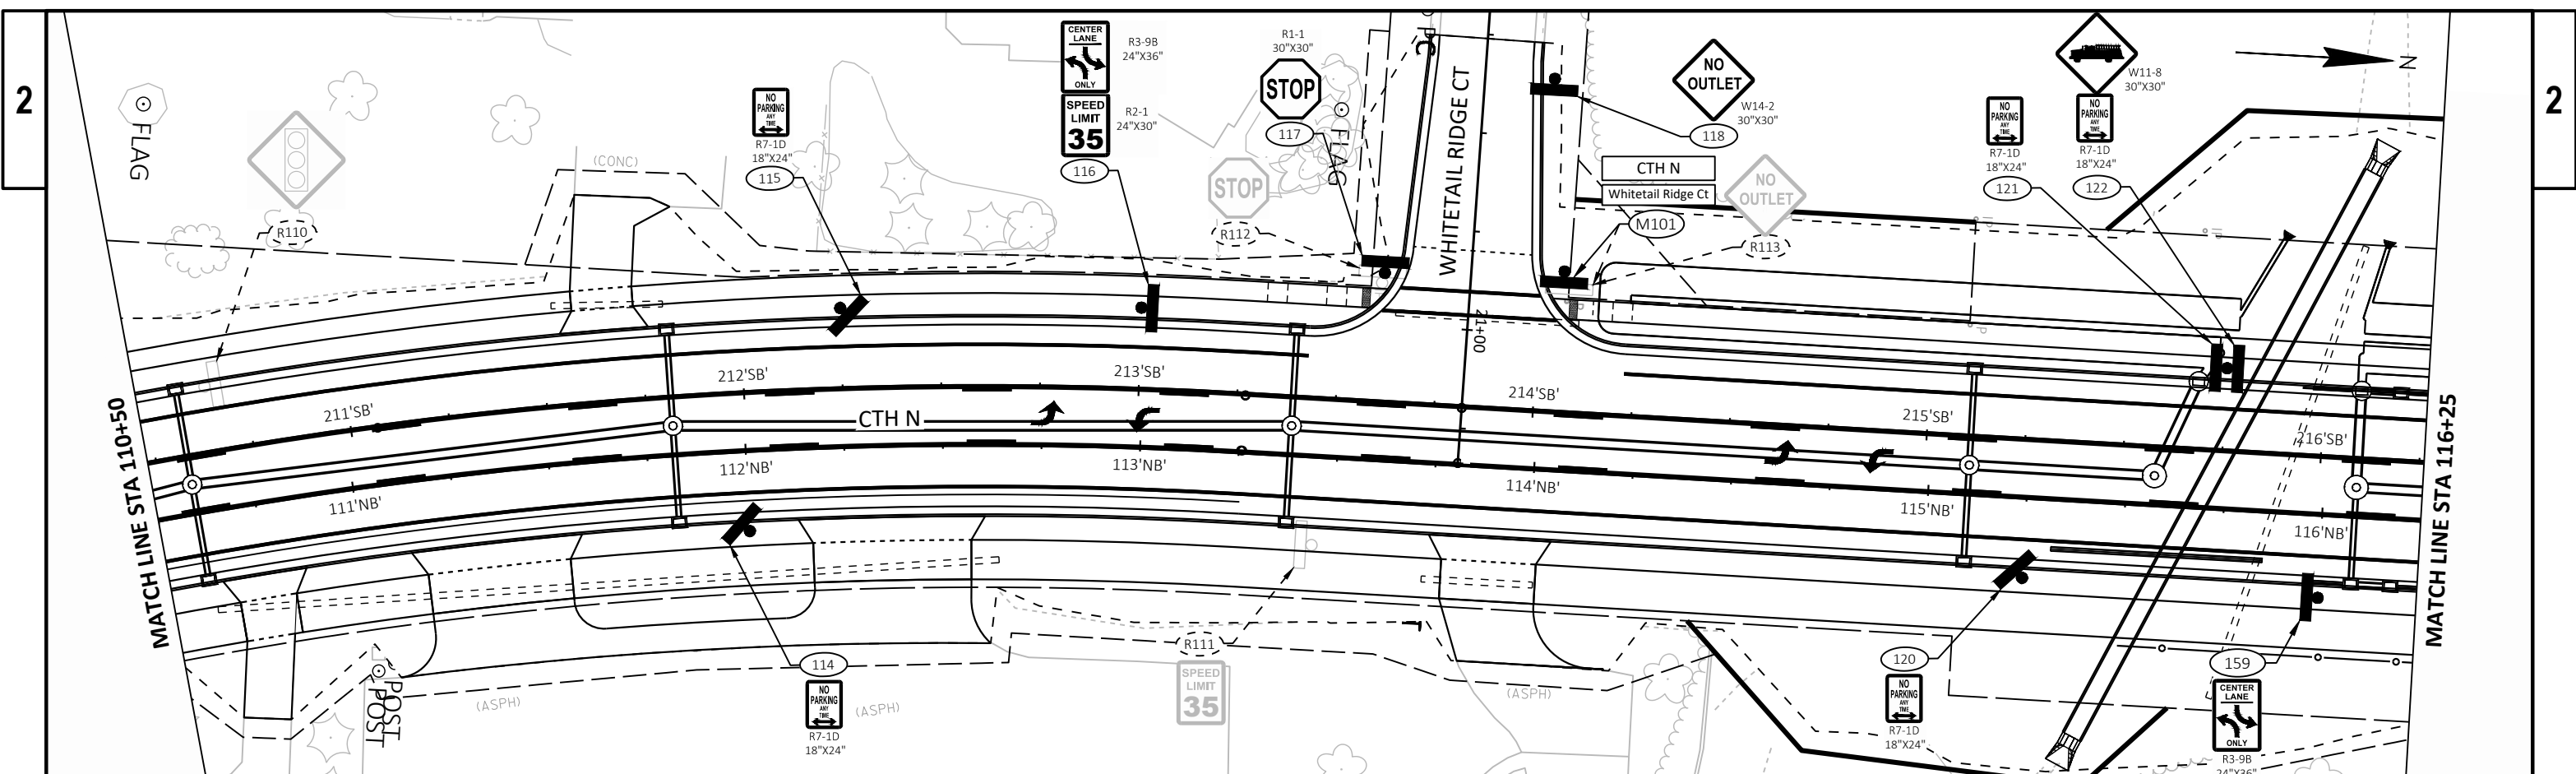 2
2
CENTER
LANE
ONLY
R3-9B
24"X36"
SPEED
LIMIT
35
R2-1
24"X30"
116
NO
PARKING
ANY
TIME
R7-1D
18"X24"
115
R1-1
30"X30"
STOP
117
FLAG
FLAG
(CONC)
R110
STOP
R112
WHITETAIL RIDGE CT
21+00
NO
OUTLET
W14-2
30"X30"
118
CTH N
Whitetail Ridge Ct
M101
NO
OUTLET
R113
W11-8
30"X30"
NO
PARKING
ANY
TIME
R7-1D
18"X24"
121
NO
PARKING
ANY
TIME
R7-1D
18"X24"
122
N
MATCH LINE STA 110+50
211'SB'
212'SB'
213'SB'
214'SB'
215'SB'
216'SB'
CTH N
111'NB'
112'NB'
113'NB'
114'NB'
115'NB'
116'NB'
MATCH LINE STA 116+25
POST
POST
(ASPH)
114
NO
PARKING
ANY
TIME
R7-1D
18"X24"
(ASPH)
R111
SPEED
LIMIT
35
(ASPH)
120
NO
PARKING
ANY
TIME
R7-1D
18"X24"
159
CENTER
LANE
ONLY
R3-9B
24"X36"